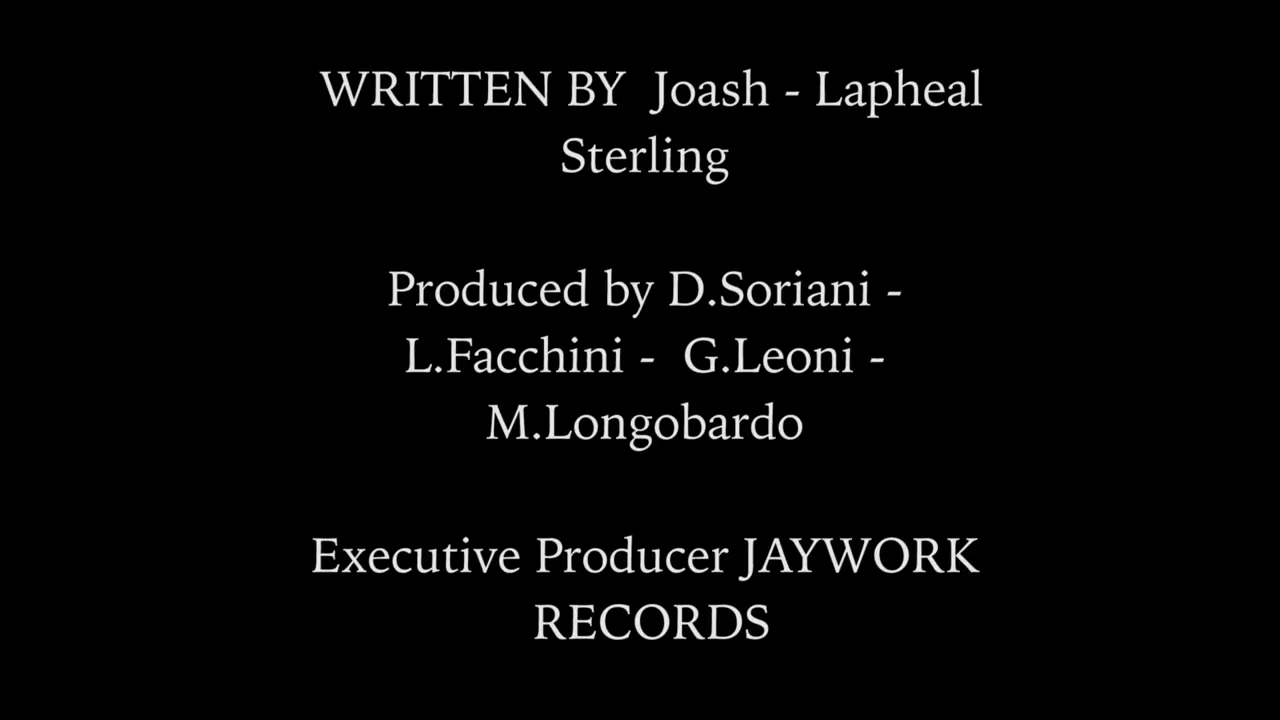 WRITTEN BY  Joash - Lapheal
Sterling
Produced by D.Soriani -
L.Facchini -  G.Leoni -
M.Longobardo
Executive Producer JAYWORK
RECORDS